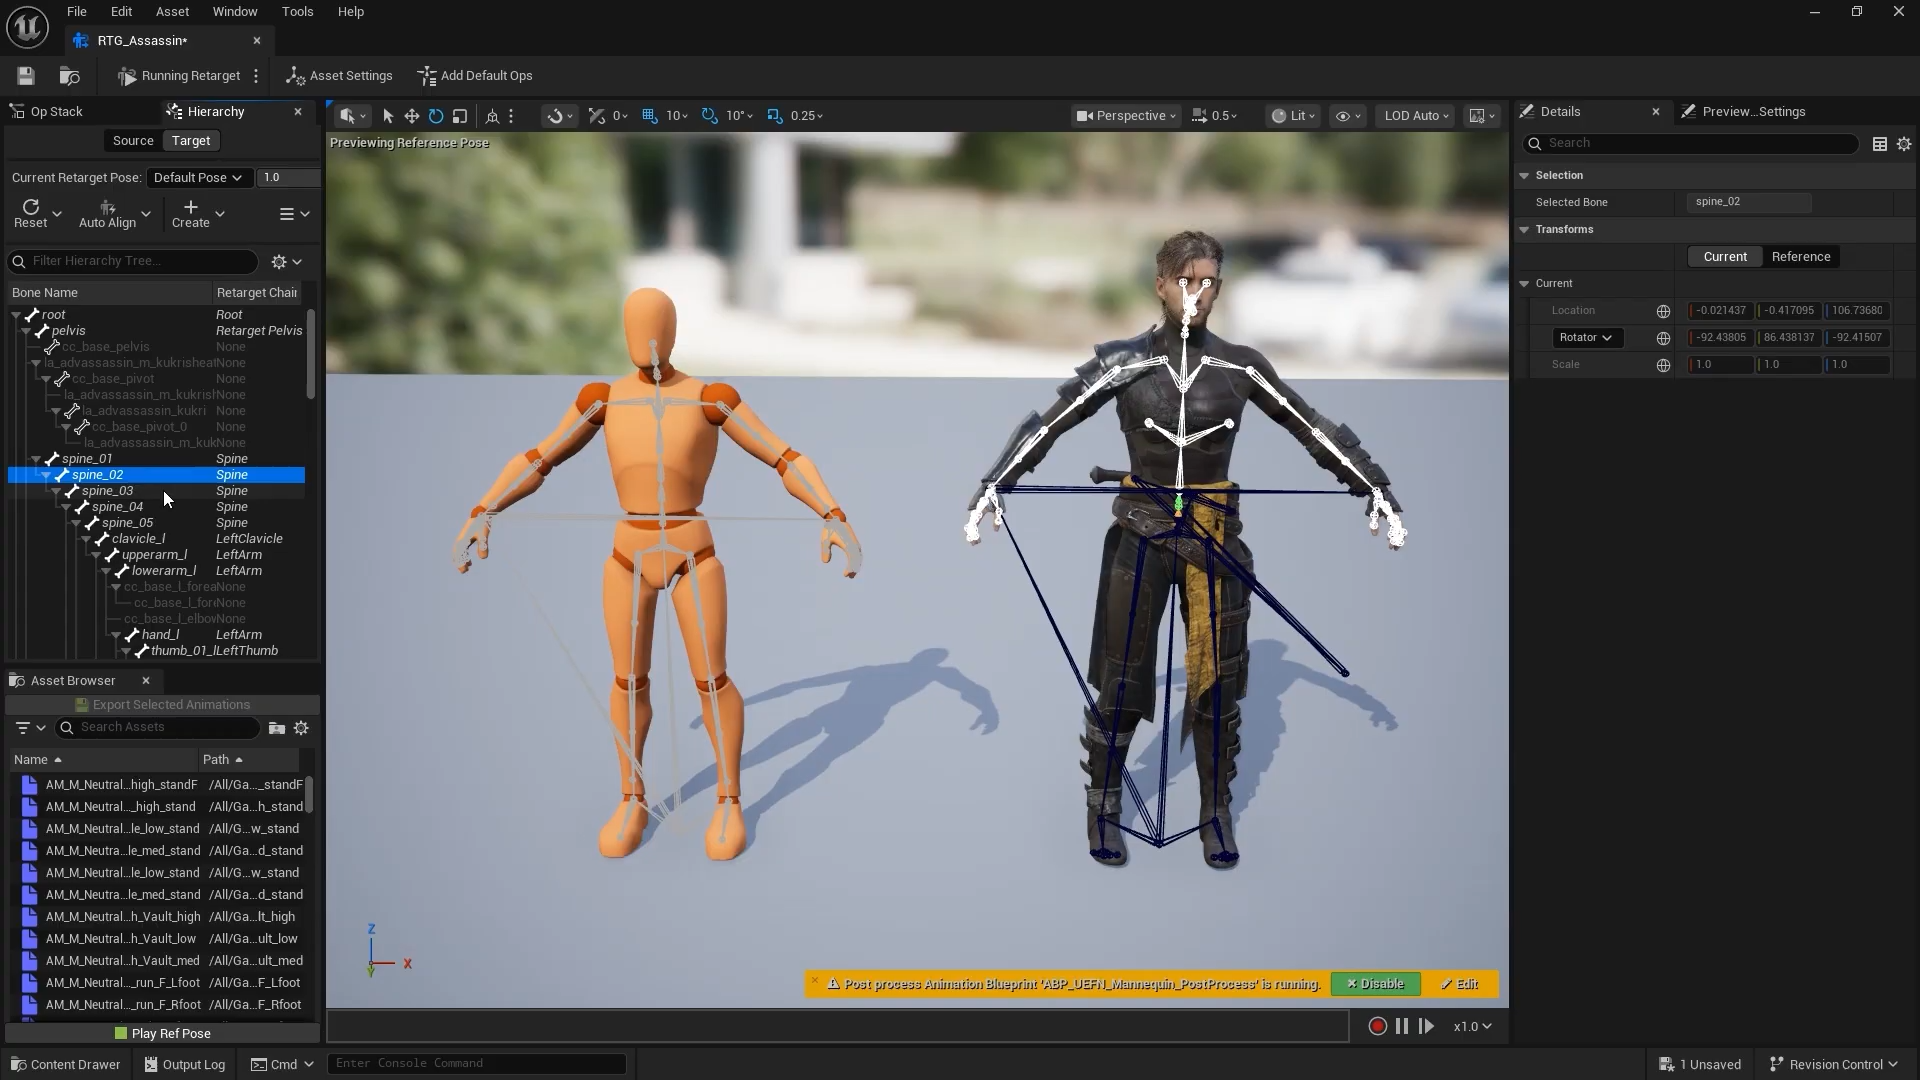 File Edit Asset Window Tools Help
RTG_Assassin*
Running Retarget Asset Settings Add Default Ops
Op Stack Hierarchy
Source Target
Current Retarget Pose: Default Pose 1.0
Reset Auto Align Create
Filter Hierarchy Tree...
Bone Name Retarget Chain
root Root
pelvis Retarget Pelvis
cc_base_pelvis None
la_advassassin_m_kukrisheat None
cc_base_pivot None
la_advassassin_m_kukrisl None
la_advassassin_kukri None
cc_base_pivot_0 None
la_advassassin_m_kuk None
spine_01 Spine
spine_02 Spine
spine_03 Spine
spine_04 Spine
spine_05 Spine
clavicle_l LeftClavicle
upperarm_l LeftArm
lowerarm_l LeftArm
cc_base_l_forea None
cc_base_l_for None
cc_base_l_elbow None
hand_l LeftArm
thumb_01_l LeftThumb
Asset Browser
Export Selected Animations
Search Assets
Name Path
AM_M_Neutral...high_standF /All/Ga..._standF
AM_M_Neutral..._high_stand /All/Ga...h_stand
AM_M_Neutral...le_low_stand /All/G...w_stand
AM_M_Neutral...le_med_stand /All/Ga...d_stand
AM_M_Neutral...le_low_stand /All/G...w_stand
AM_M_Neutra...le_med_stand /All/Ga...d_stand
AM_M_Neutral...h_Vault_high /All/Ga...lt_high
AM_M_Neutral...h_Vault_low /All/Ga...ult_low
AM_M_Neutral...h_Vault_med /All/Ga...ult_med
AM_M_Neutral..._run_F_Lfoot /All/Ga...F_Lfoot
AM_M_Neutral..._run_F_Rfoot /All/Ga...F_Rfoot
Play Ref Pose
0 10 10° 0.25 Perspective 0.5 Lit LOD Auto
Previewing Reference Pose
Z
X
Y
Post process Animation Blueprint 'ABP_UEFN_Mannequin_PostProcess' is running. Disable Edit
x1.0
Details Preview...Settings
Search
Selection
Selected Bone spine_02
Transforms
Current Reference
Current
Location -0.021437 -0.417095 106.73680
Rotator -92.43805 86.438137 -92.41507
Scale 1.0 1.0 1.0
Content Drawer Output Log Cmd Enter Console Command 1 Unsaved Revision Control